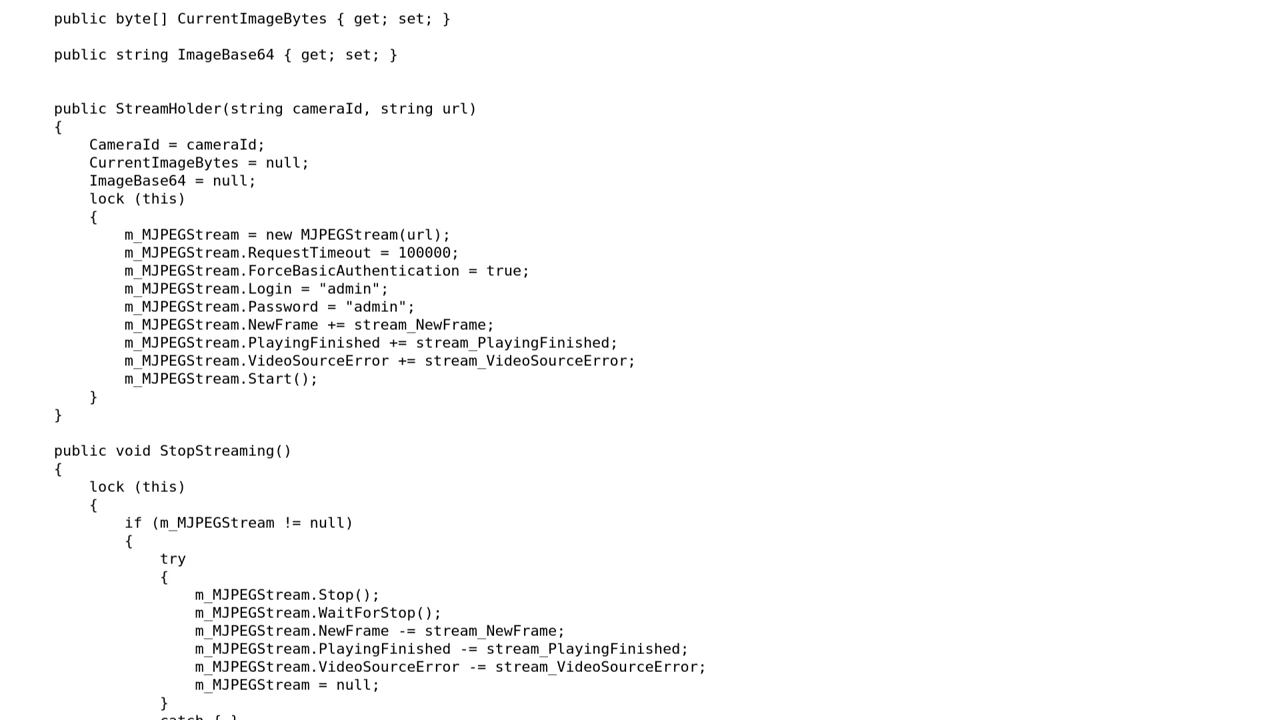 public byte[] CurrentImageBytes { get; set; }
public string ImageBase64 { get; set; }
public StreamHolder(string cameraId, string url)
{
CameraId = cameraId;
CurrentImageBytes = null;
ImageBase64 = null;
lock (this)
{
m_MJPEGStream = new MJPEGStream(url);
m_MJPEGStream.RequestTimeout = 100000;
m_MJPEGStream.ForceBasicAuthentication = true;
m_MJPEGStream.Login = "admin";
m_MJPEGStream.Password = "admin";
m_MJPEGStream.NewFrame += stream_NewFrame;
m_MJPEGStream.PlayingFinished += stream_PlayingFinished;
m_MJPEGStream.VideoSourceError += stream_VideoSourceError;
m_MJPEGStream.Start();
}
}
public void StopStreaming()
{
lock (this)
{
if (m_MJPEGStream != null)
{
try
{
m_MJPEGStream.Stop();
m_MJPEGStream.WaitForStop();
m_MJPEGStream.NewFrame -= stream_NewFrame;
m_MJPEGStream.PlayingFinished -= stream_PlayingFinished;
m_MJPEGStream.VideoSourceError -= stream_VideoSourceError;
m_MJPEGStream = null;
}
catch { }